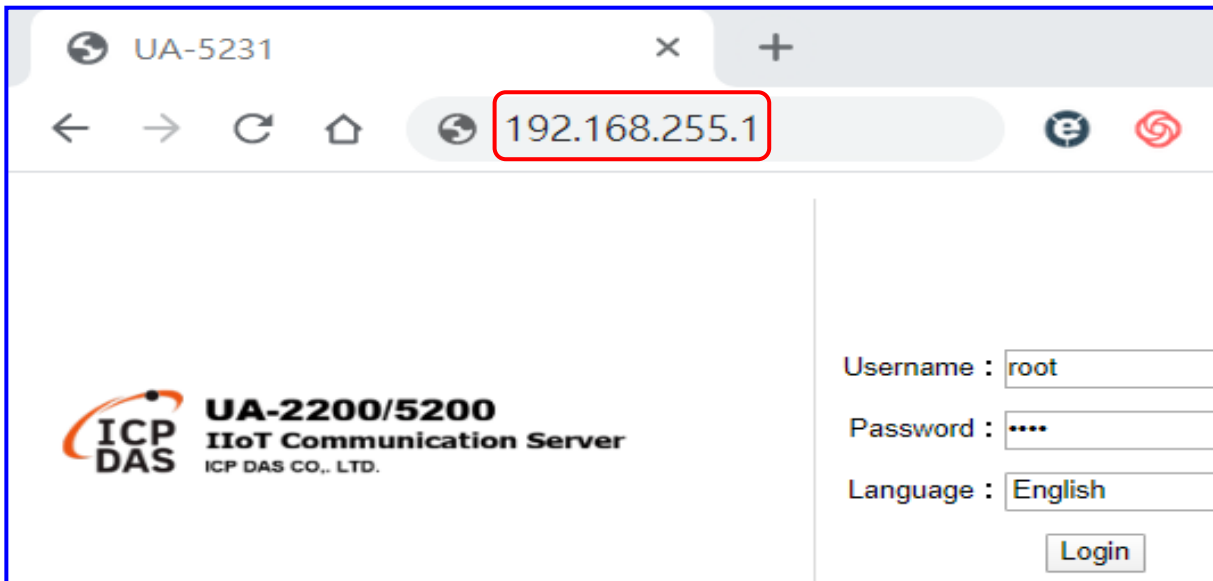 UA-5231
192.168.255.1
ICP
DAS
UA-2200/5200
IIoT Communication Server
ICP DAS CO,. LTD.
Username : root
Password : ••••
Language : English
Login